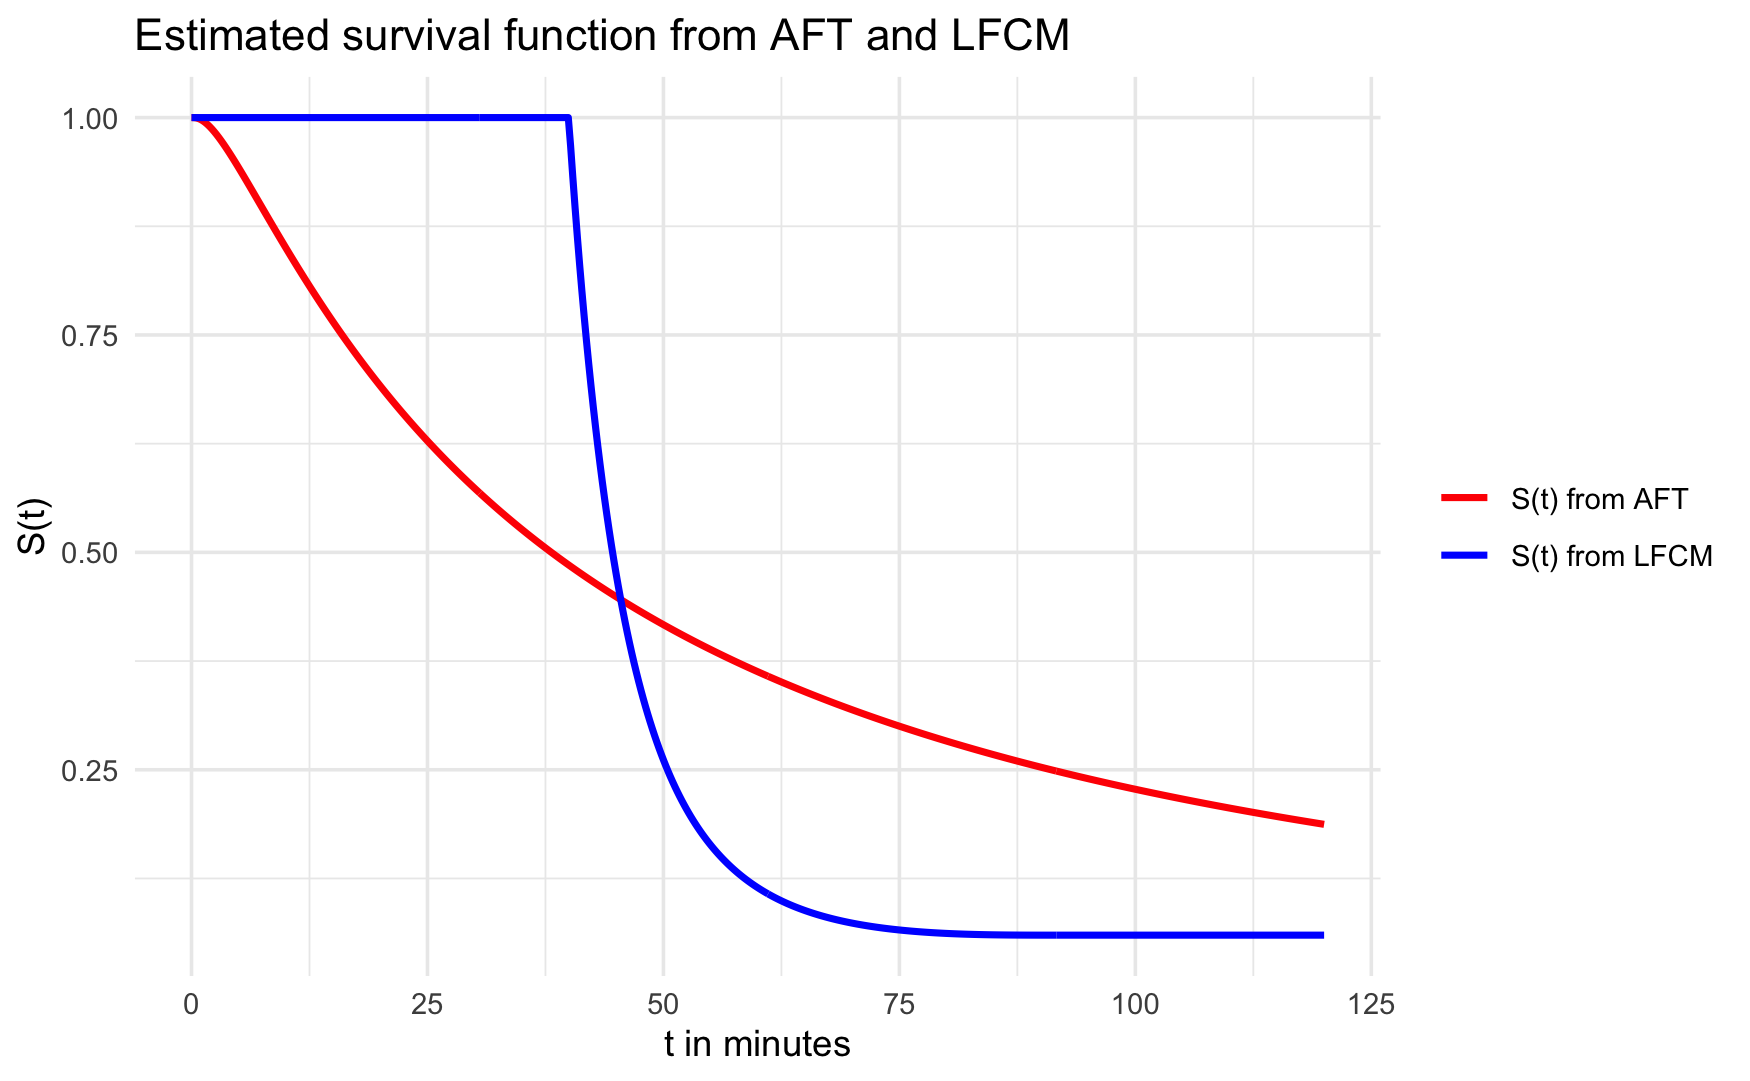 Estimated survival function from AFT and LFCM
S(t)
1.00
0.75
0.50
0.25
0 25 50 75 100 125
t in minutes
S(t) from AFT
S(t) from LFCM